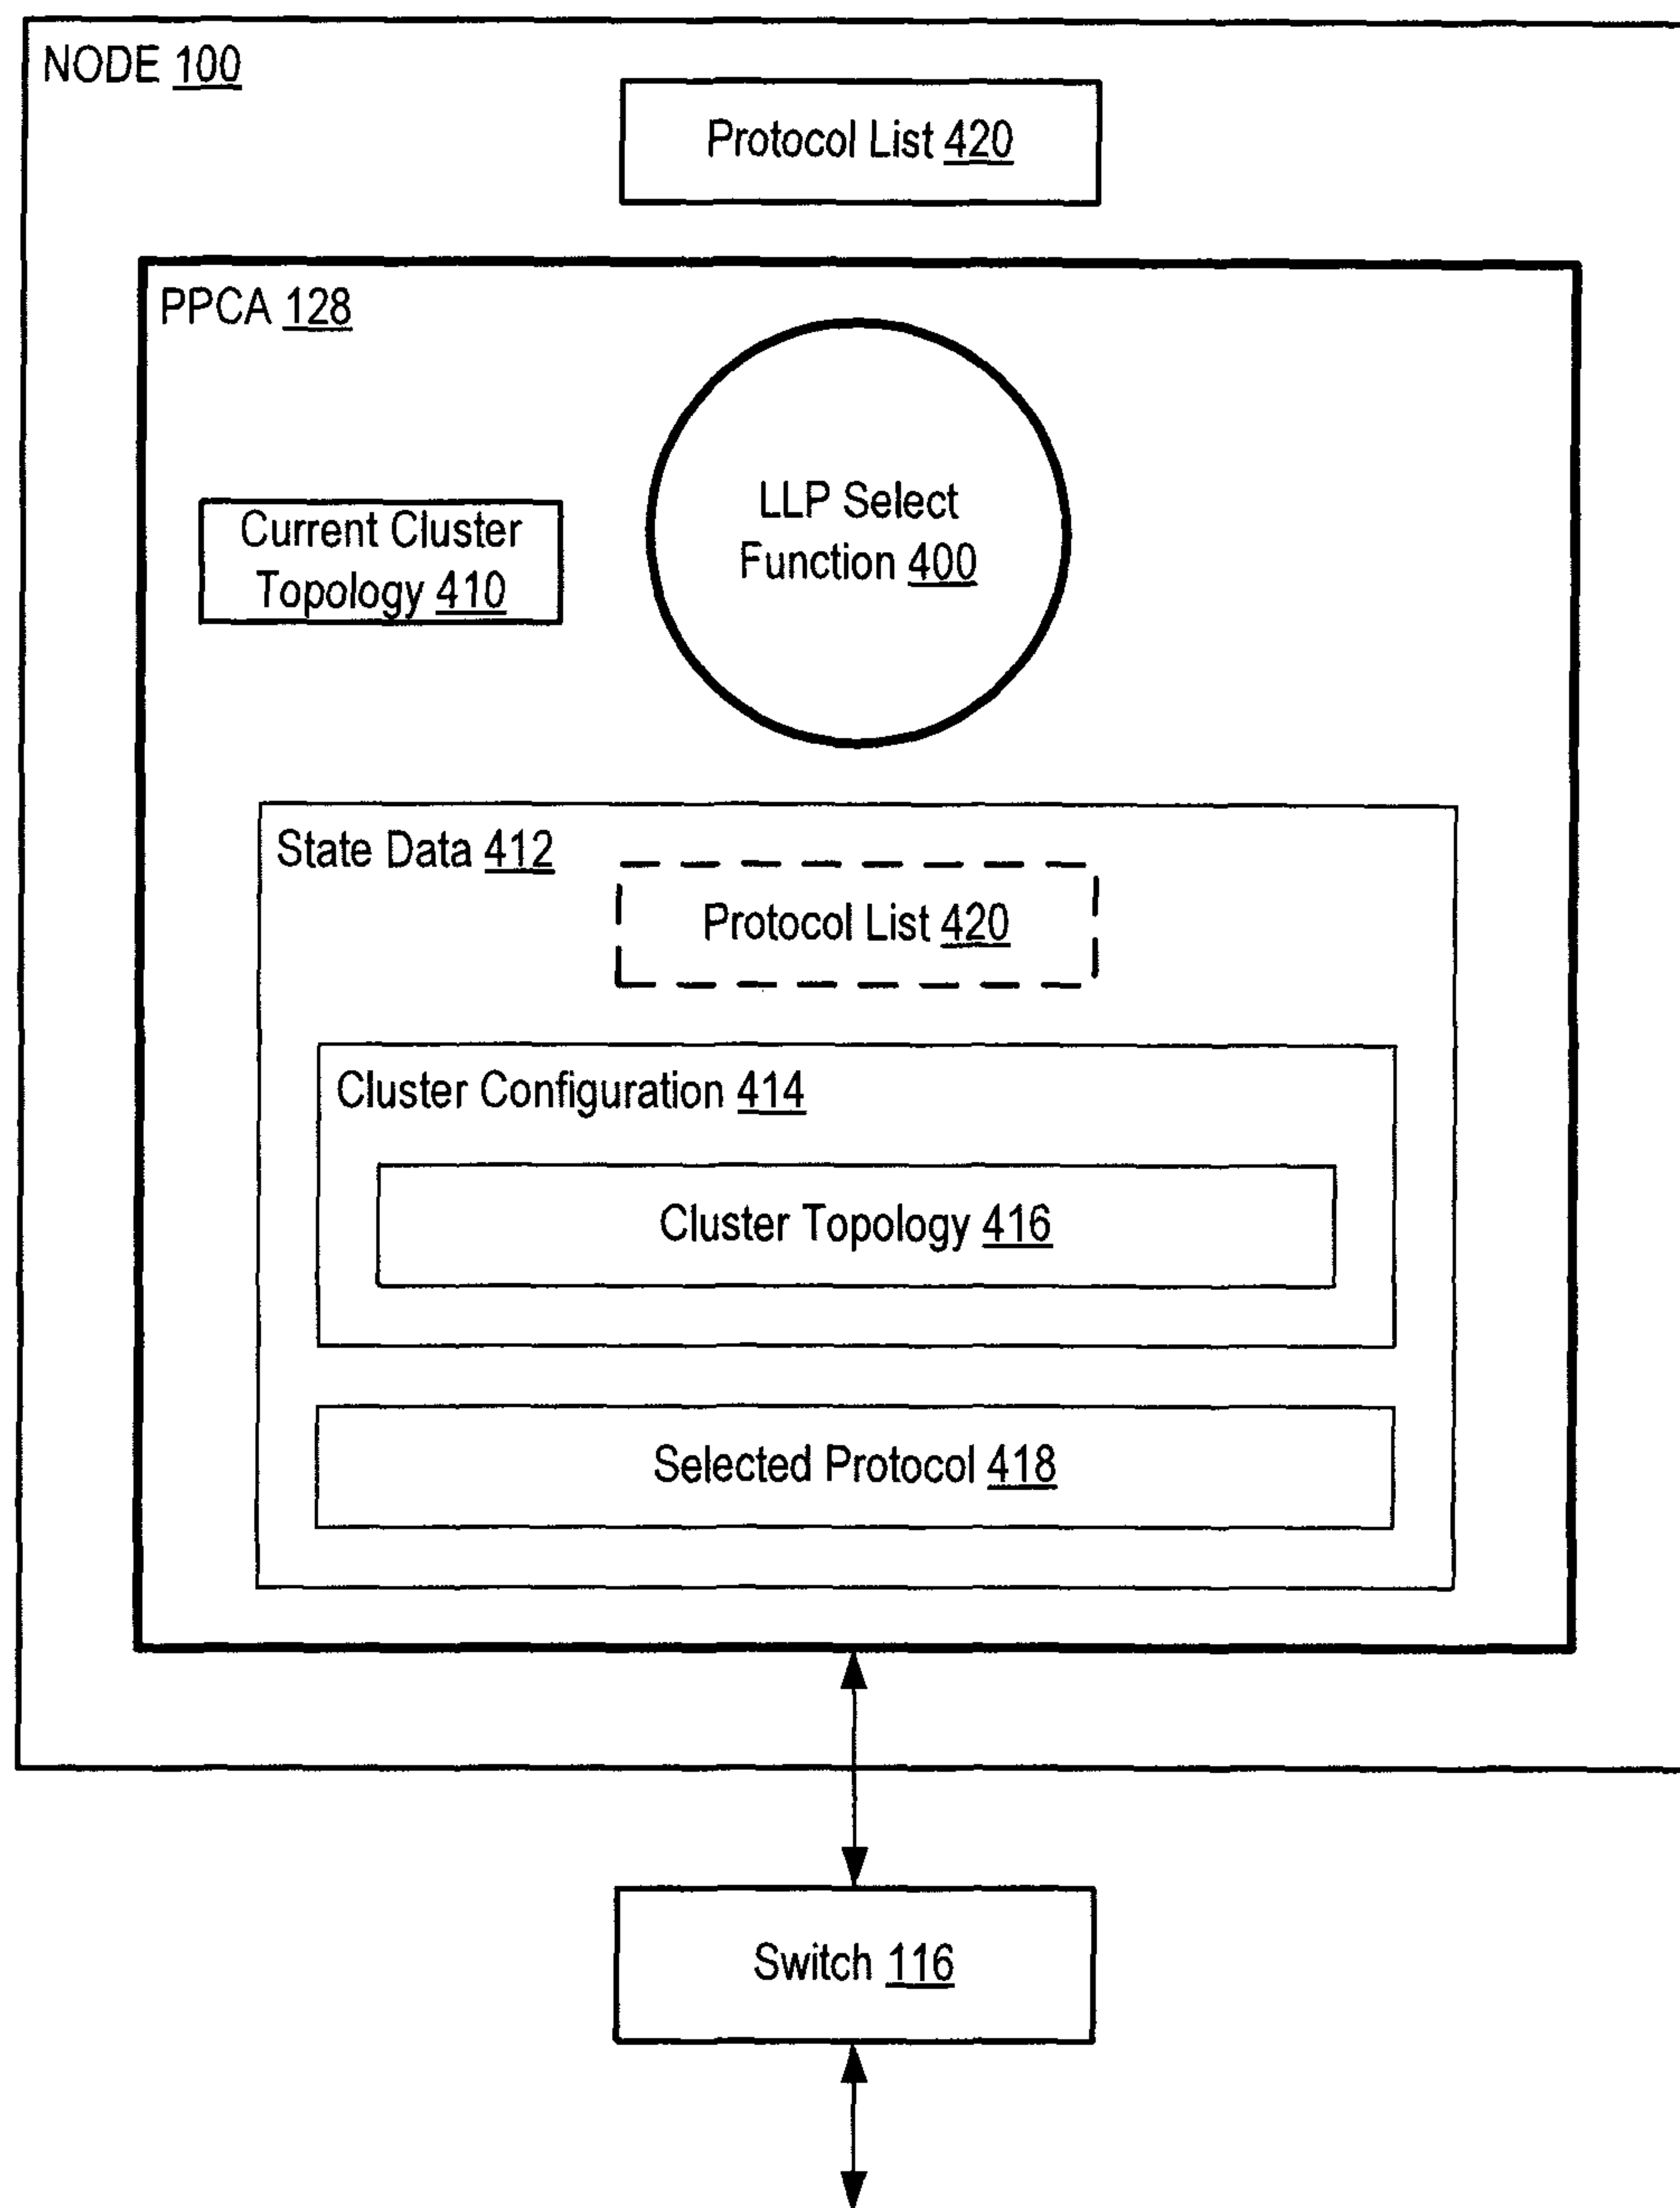 NODE 100
Protocol List 420
PPCA 128
LLP Select
Function 400
Current Cluster
Topology 410
State Data 412
Protocol List 420
Cluster Configuration 414
Cluster Topology 416
Selected Protocol 418
Switch 116